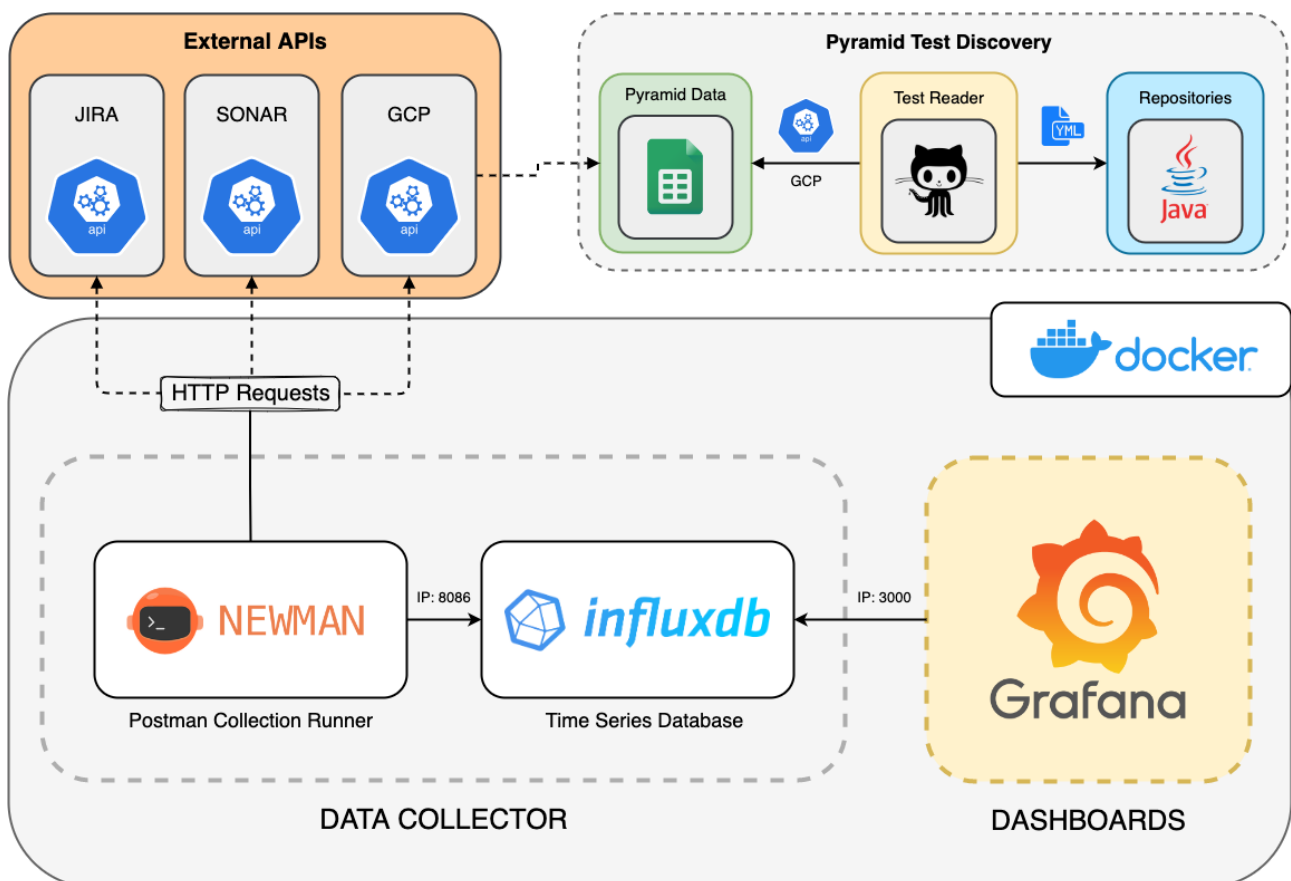 External APIs
JIRA
SONAR
GCP
api
api
api
Pyramid Test Discovery
Pyramid Data
api
GCP
Test Reader
YML
Repositories
Java
docker
HTTP Requests
>_ NEWMAN
Postman Collection Runner
IP: 8086
influxdb
Time Series Database
IP: 3000
Grafana
DATA COLLECTOR
DASHBOARDS